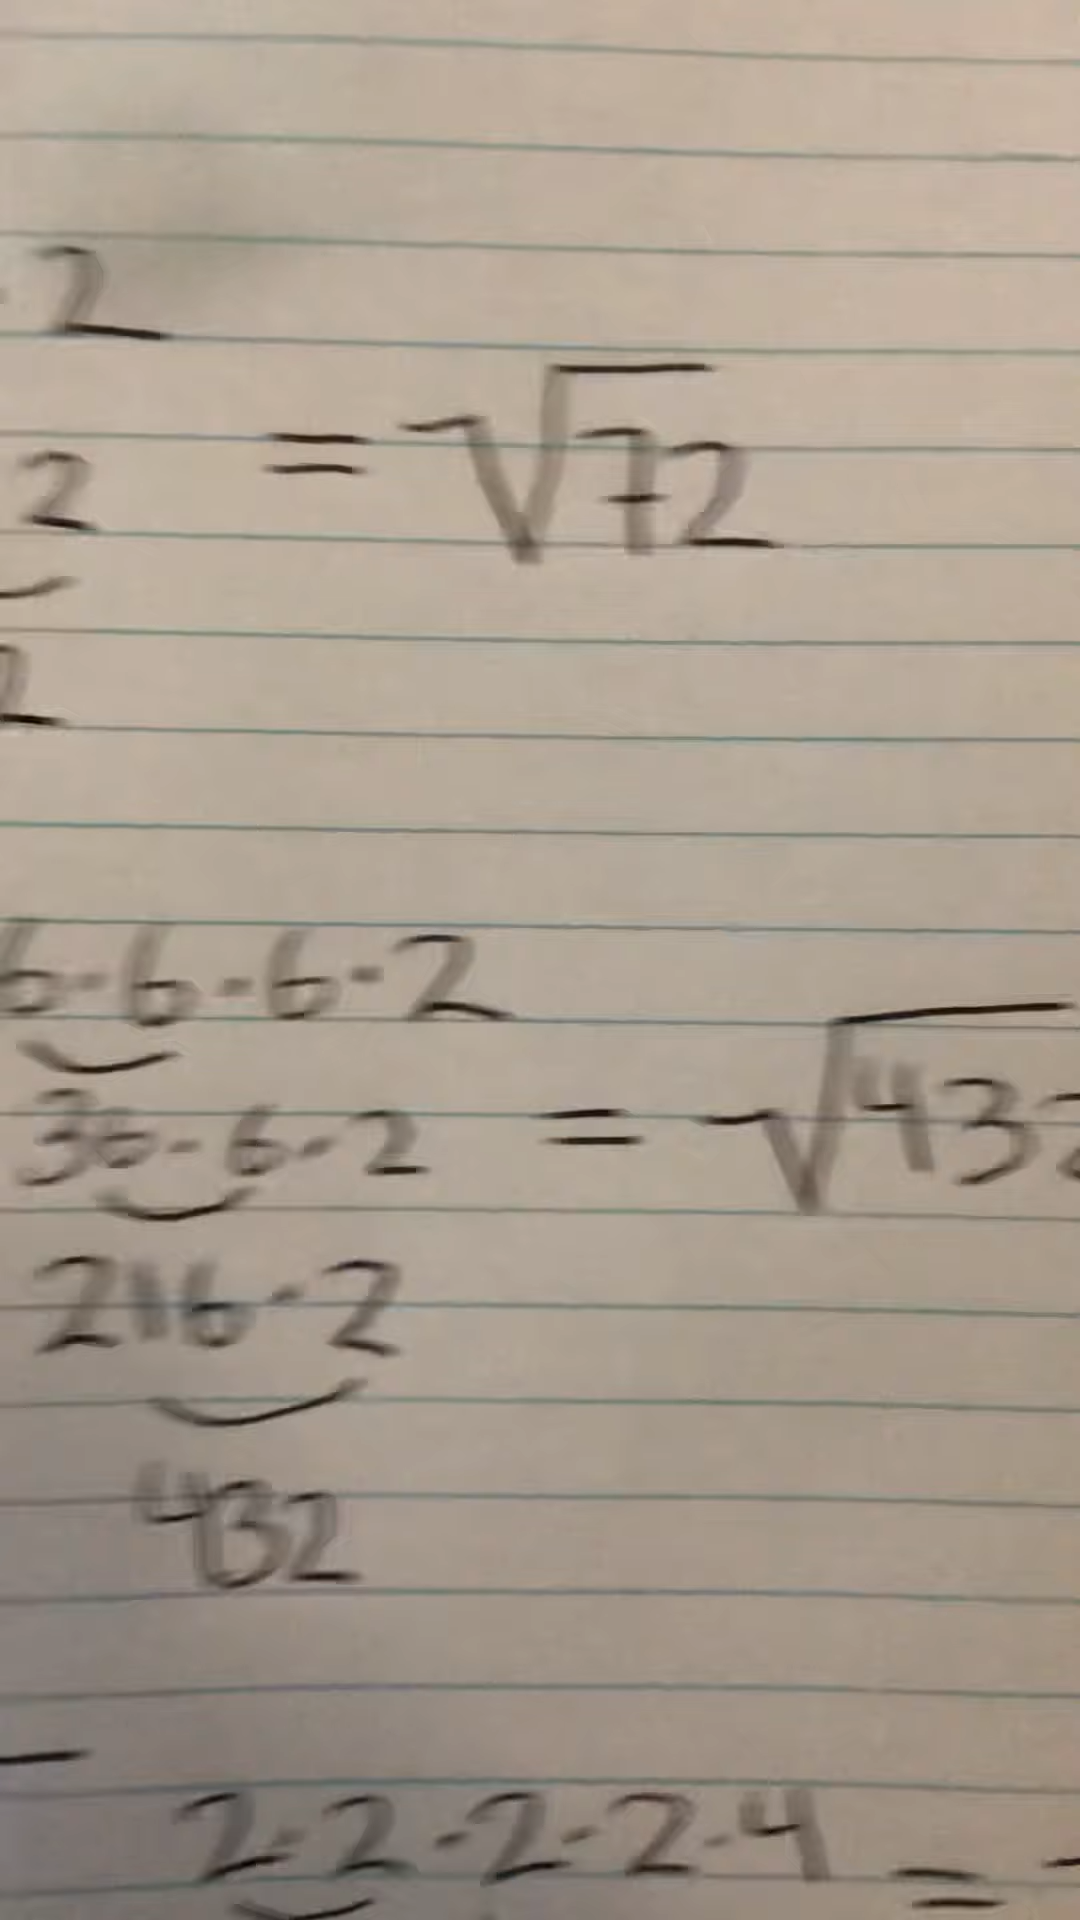 · 2
2 = √72
2
6 · 6 · 6 · 2
36 · 6 · 2 = √432
216 · 2
432
2 · 2 · 2 · 2 · 4 =